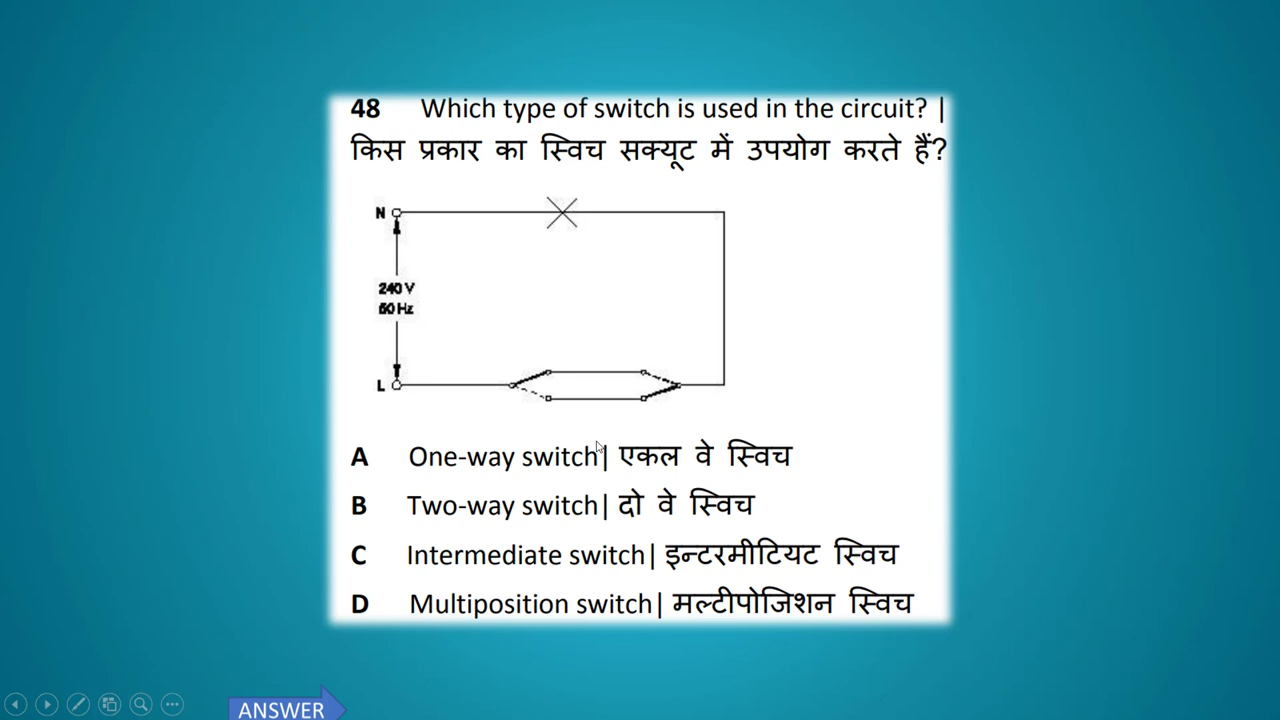 48 Which type of switch is used in the circuit? |
किस प्रकार का स्विच सक्यूट में उपयोग करते हैं?
N
240 V
50 Hz
L
A One-way switch| एकल वे स्विच
B Two-way switch| दो वे स्विच
C Intermediate switch| इन्टरमीटियट स्विच
D Multiposition switch| मल्टीपोजिशन स्विच
ANSWER